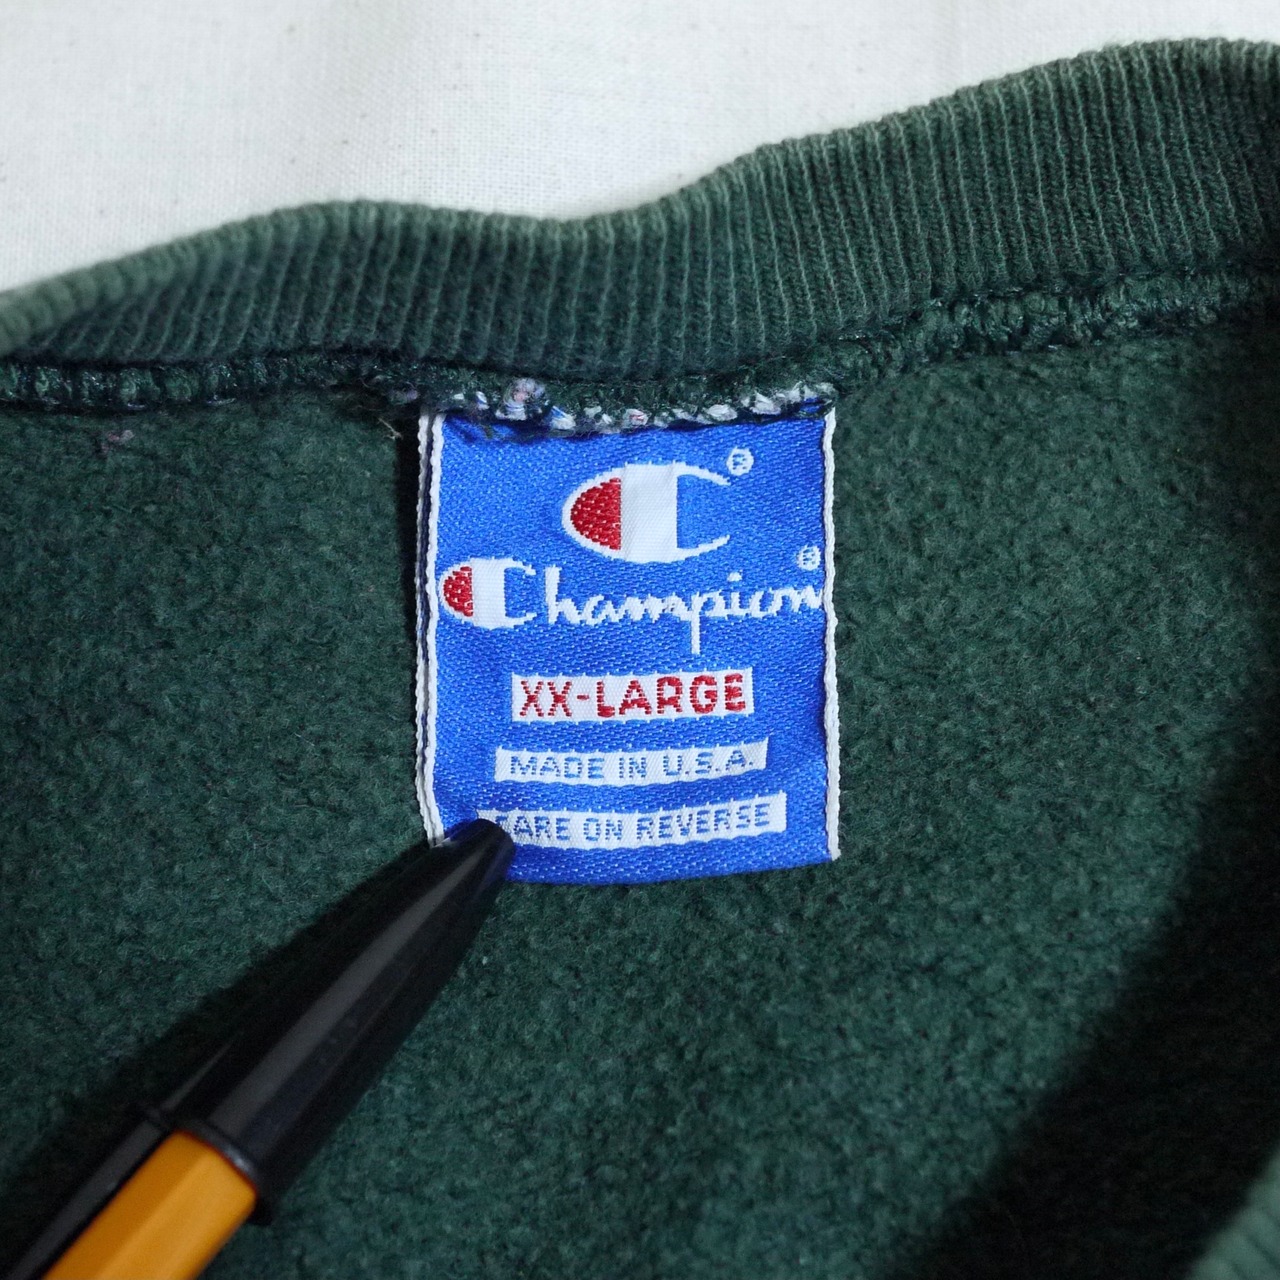 ®
Champion®
XX-LARGE
MADE IN U.S.A.
ARE ON REVERSE